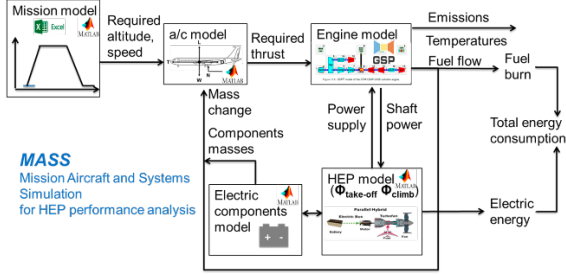 Mission model
Excel
MATLAB
Required
altitude,
speed
a/c model
L
T
W
MATLAB
Required
thrust
Engine model
GSP
Emissions
Temperatures
Fuel flow
Fuel
burn
Mass
change
Components
masses
Power
supply
Shaft
power
Total energy
consumption
MASS
Mission Aircraft and Systems
Simulation
for HEP performance analysis
Electric
components
model
MATLAB
HEP model
(Φtake-off Φclimb)
MATLAB
Parallel Hybrid
Electric Bus
Turbofan
Battery
Motor
Fan
Electric
energy